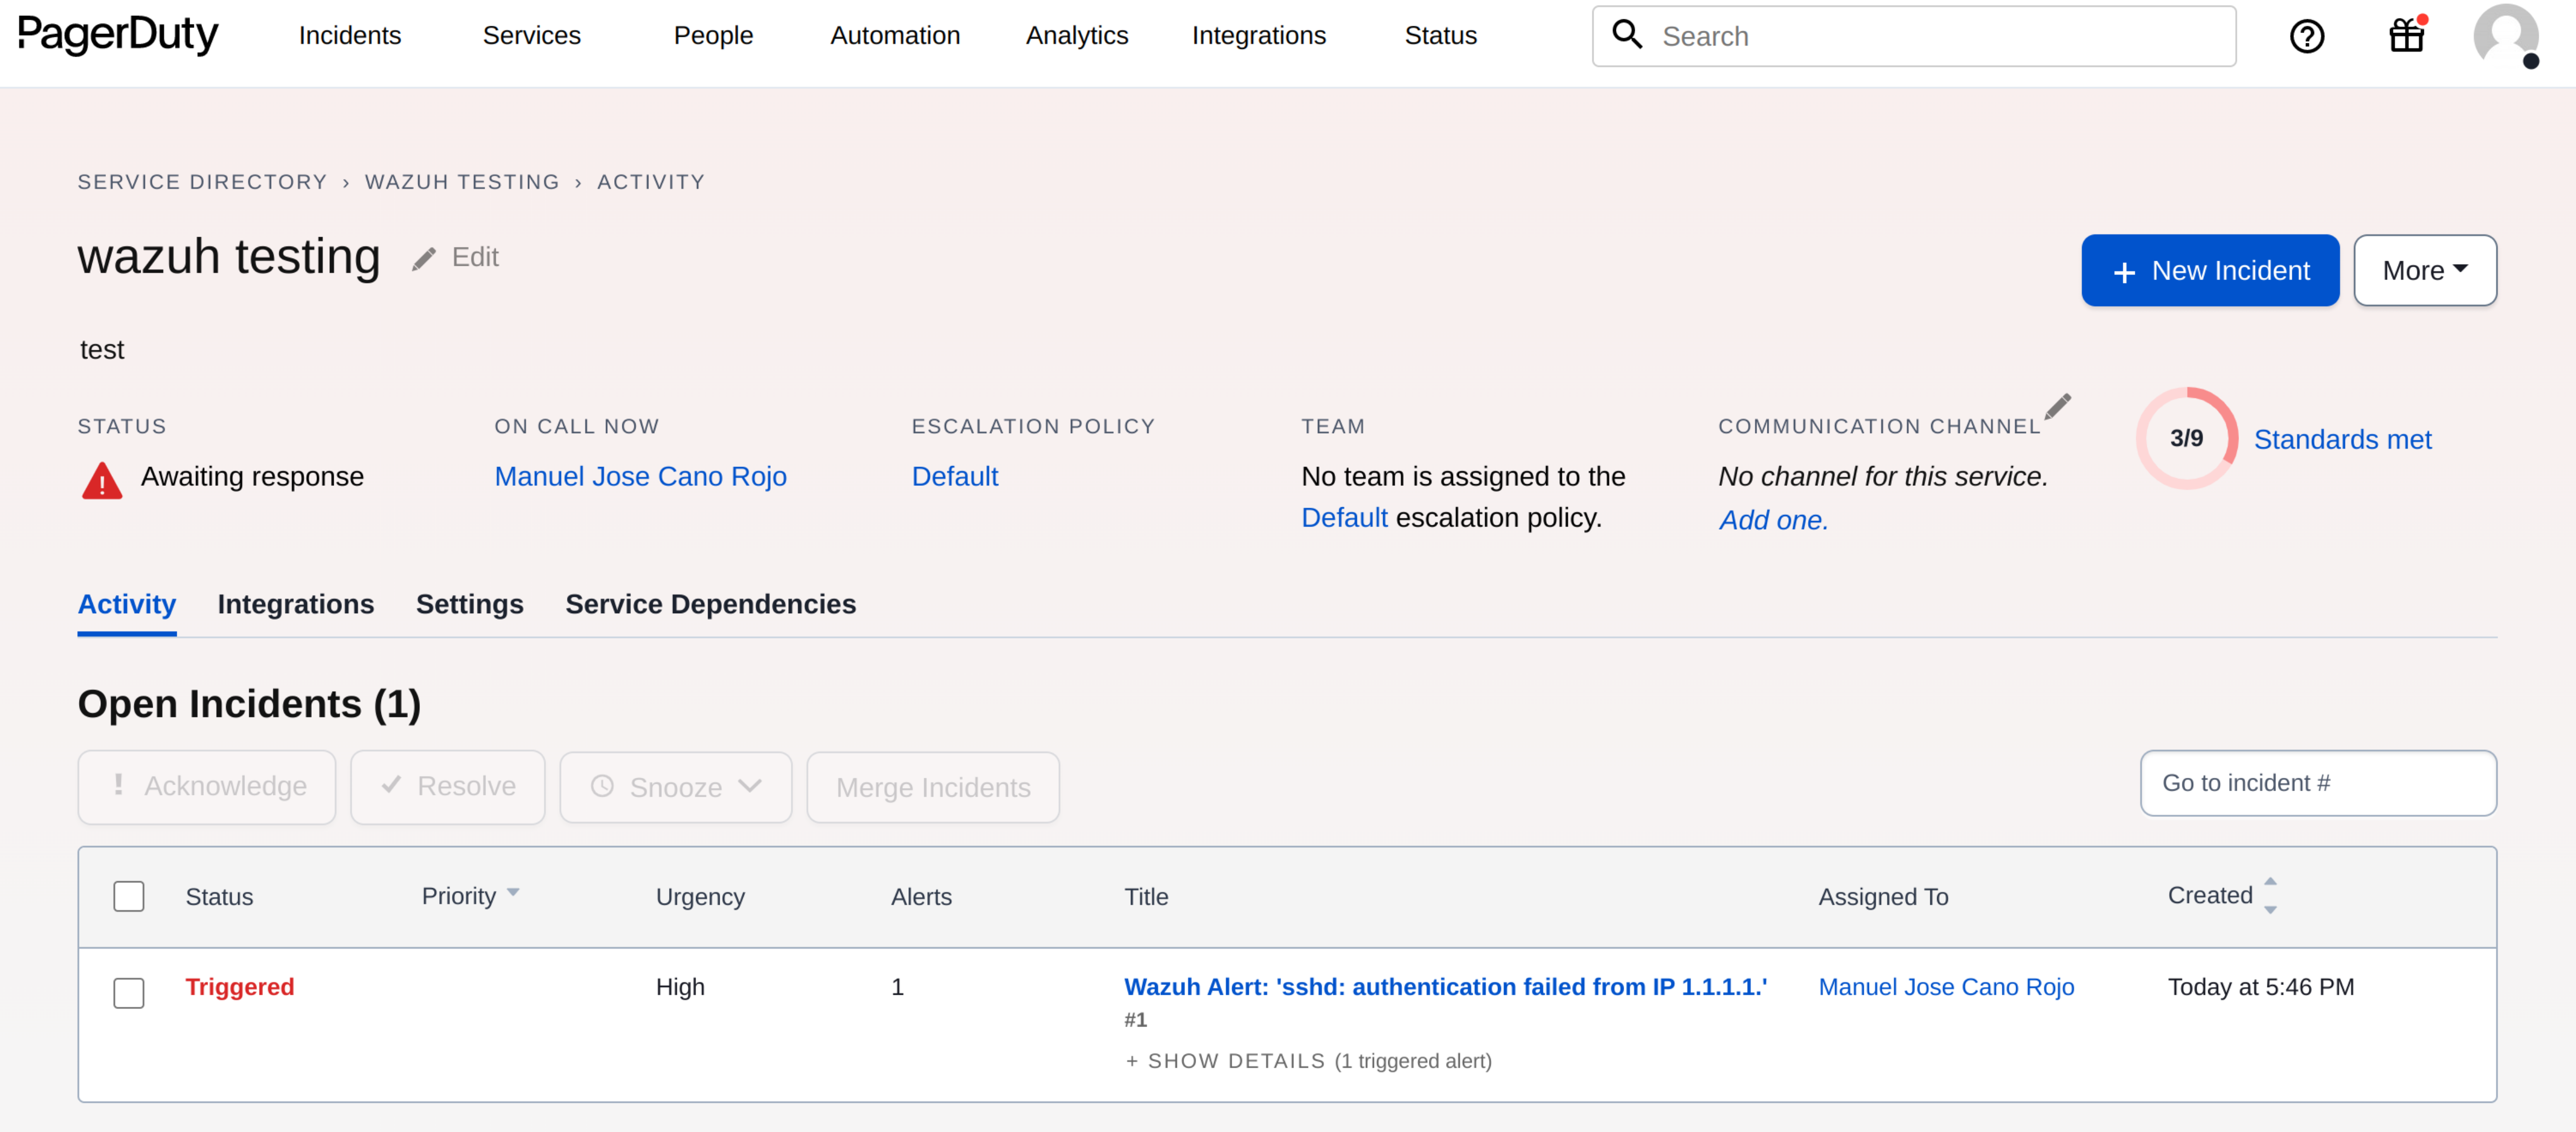 PagerDuty Incidents Services People Automation Analytics Integrations Status Search
SERVICE DIRECTORY › WAZUH TESTING › ACTIVITY
wazuh testing Edit
+ New Incident More
test
STATUS ON CALL NOW ESCALATION POLICY TEAM COMMUNICATION CHANNEL
3/9 Standards met
Awaiting response Manuel Jose Cano Rojo Default No team is assigned to the No channel for this service.
Default escalation policy. Add one.
Activity Integrations Settings Service Dependencies
Open Incidents (1)
! Acknowledge Resolve Snooze Merge Incidents Go to incident #
Status Priority Urgency Alerts Title Assigned To Created
Triggered High 1 Wazuh Alert: 'sshd: authentication failed from IP 1.1.1.1.' Manuel Jose Cano Rojo Today at 5:46 PM
#1
+ SHOW DETAILS (1 triggered alert)